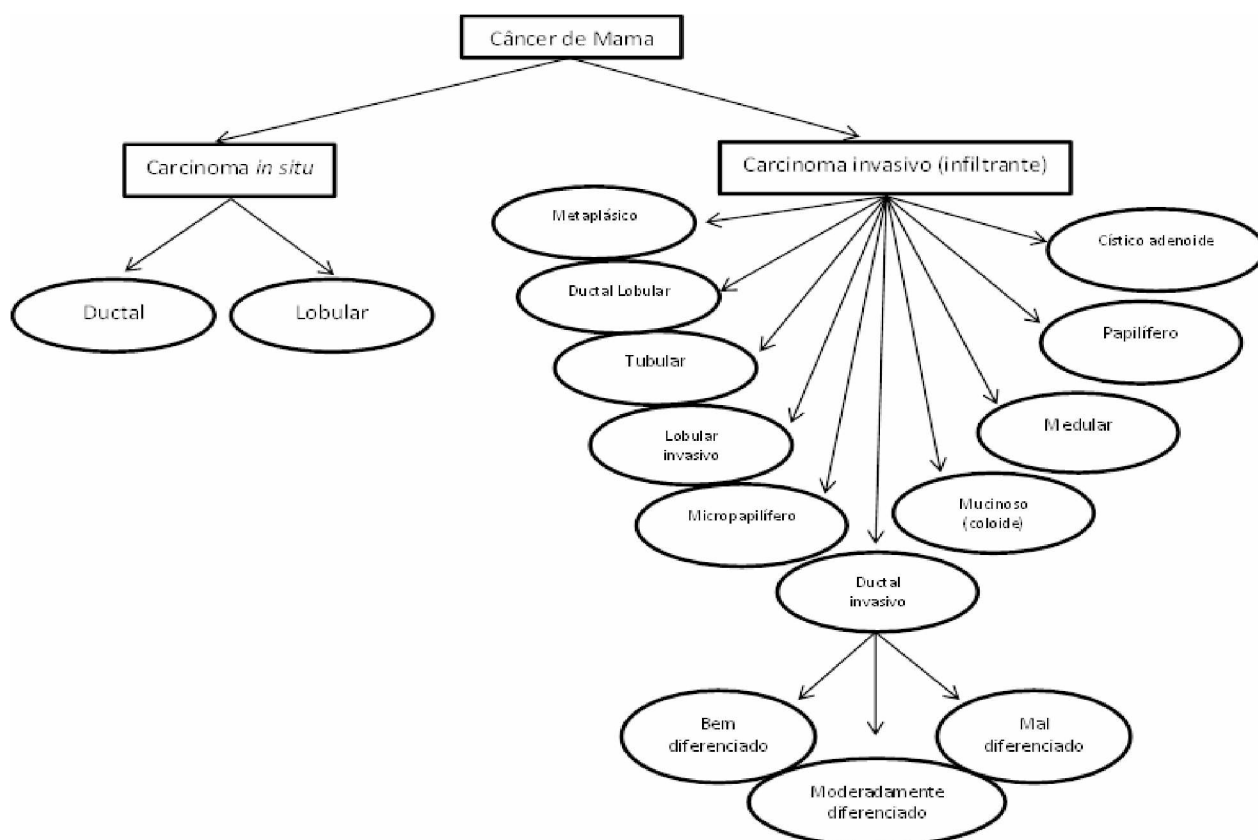 Câncer de Mama
Carcinoma in situ
Carcinoma invasivo (infiltrante)
Ductal
Lobular
Metaplásico
Ductal Lobular
Tubular
Lobular
invasivo
Micropapilífero
Ductal
invasivo
Mucinoso
(coloide)
Medular
Papilífero
Cístico adenoide
Bem
diferenciado
Moderadamente
diferenciado
Mal
diferenciado